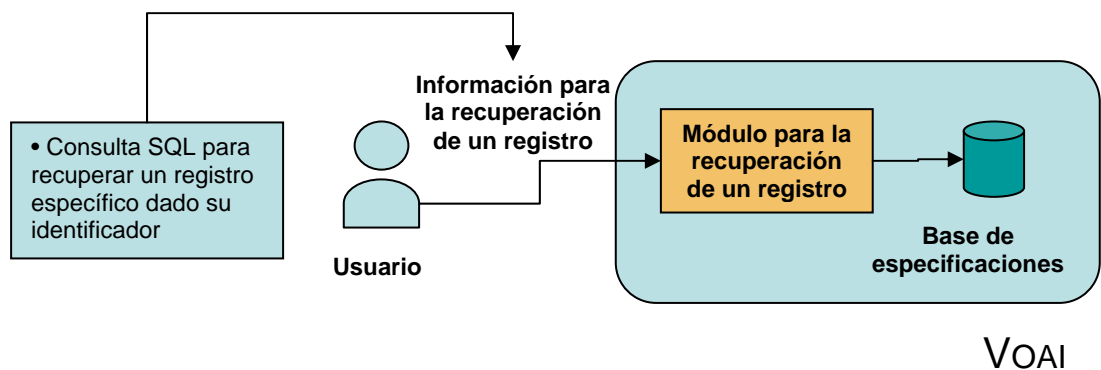 Información para
la recuperación
de un registro
• Consulta SQL para
recuperar un registro
específico dado su
identificador
Usuario
Módulo para la
recuperación
de un registro
Base de
especificaciones
VOAI